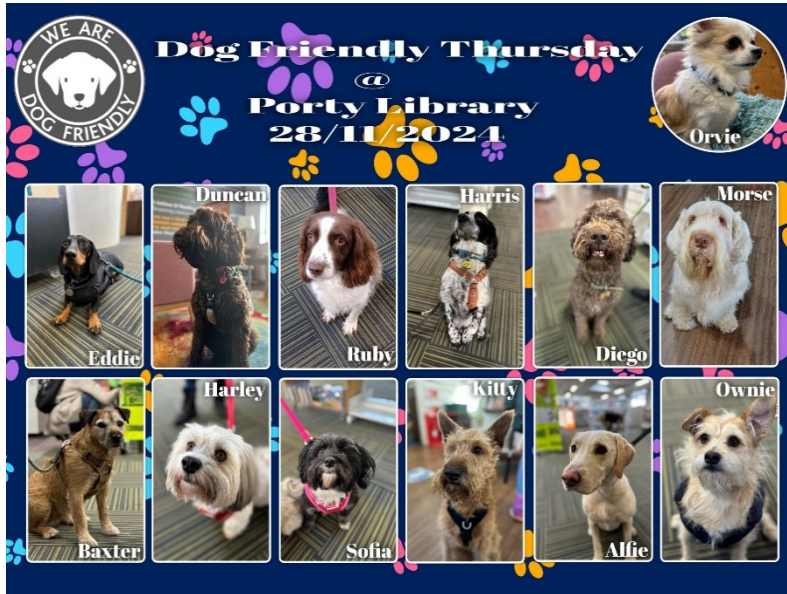 WE ARE
DOG FRIENDLY
Dog Friendly Thursday
@
Porty Library
28/11/2024
Orvie
Eddie
Duncan
Ruby
Harris
Diego
Morse
Baxter
Harley
Sofia
Kitty
Alfie
Ownie